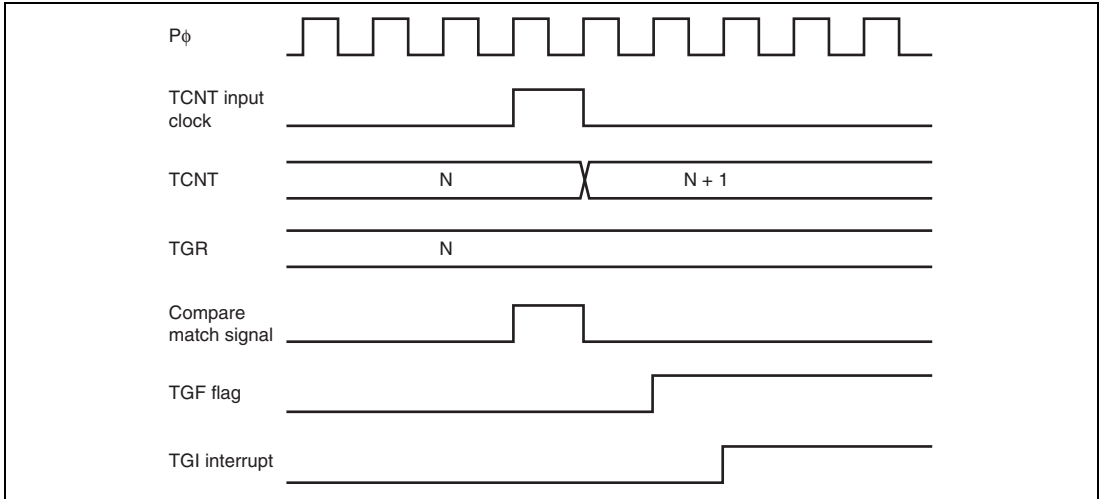 Pϕ
TCNT input
clock
TCNT
N
N + 1
TGR
N
Compare
match signal
TGF flag
TGI interrupt